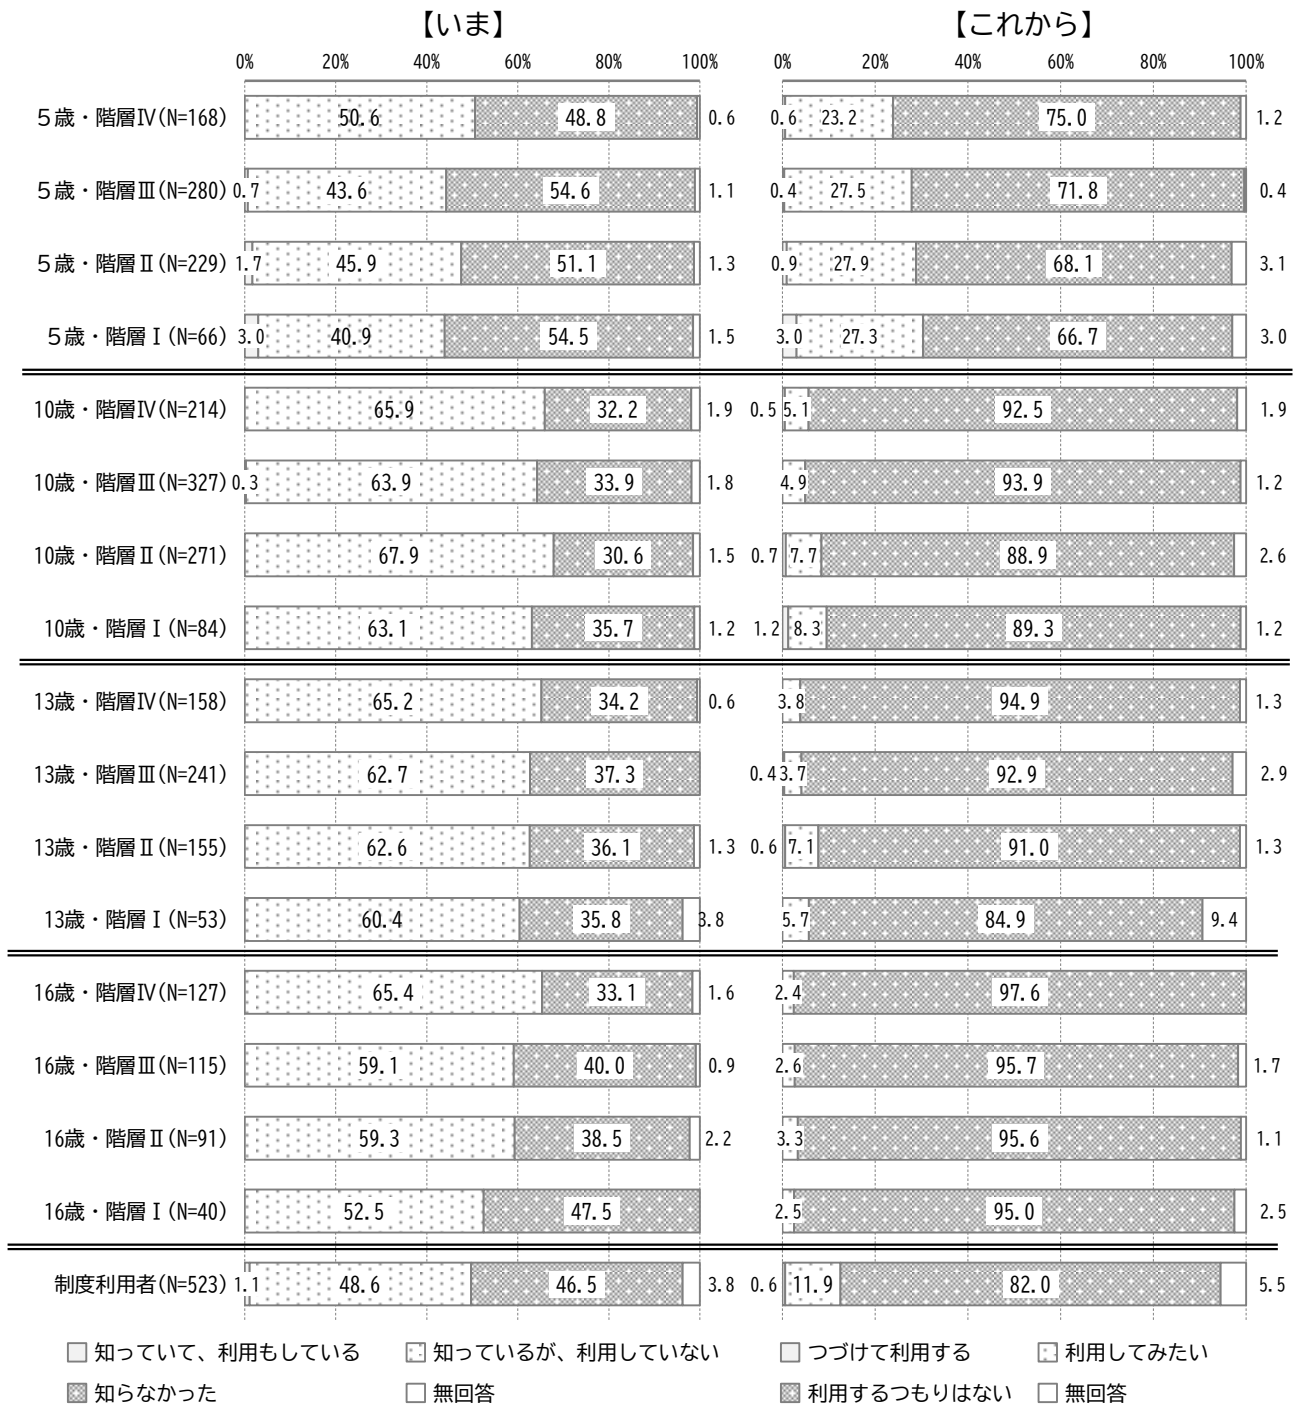 【いま】 【これから】
0% 20% 40% 60% 80% 100% 0% 20% 40% 60% 80% 100%
5歳・階層Ⅳ(N=168) 50.6 48.8 0.6 0.6 23.2 75.0 1.2
5歳・階層Ⅲ(N=280) 0.7 43.6 54.6 1.1 0.4 27.5 71.8 0.4
5歳・階層Ⅱ(N=229) 1.7 45.9 51.1 1.3 0.9 27.9 68.1 3.1
5歳・階層Ⅰ(N=66) 3.0 40.9 54.5 1.5 3.0 27.3 66.7 3.0
10歳・階層Ⅳ(N=214) 65.9 32.2 1.9 0.5 5.1 92.5 1.9
10歳・階層Ⅲ(N=327) 0.3 63.9 33.9 1.8 4.9 93.9 1.2
10歳・階層Ⅱ(N=271) 67.9 30.6 1.5 0.7 7.7 88.9 2.6
10歳・階層Ⅰ(N=84) 63.1 35.7 1.2 1.2 8.3 89.3 1.2
13歳・階層Ⅳ(N=158) 65.2 34.2 0.6 3.8 94.9 1.3
13歳・階層Ⅲ(N=241) 62.7 37.3 0.4 3.7 92.9 2.9
13歳・階層Ⅱ(N=155) 62.6 36.1 1.3 0.6 7.1 91.0 1.3
13歳・階層Ⅰ(N=53) 60.4 35.8 3.8 5.7 84.9 9.4
16歳・階層Ⅳ(N=127) 65.4 33.1 1.6 2.4 97.6
16歳・階層Ⅲ(N=115) 59.1 40.0 0.9 2.6 95.7 1.7
16歳・階層Ⅱ(N=91) 59.3 38.5 2.2 3.3 95.6 1.1
16歳・階層Ⅰ(N=40) 52.5 47.5 2.5 95.0 2.5
制度利用者(N=523) 1.1 48.6 46.5 3.8 0.6 11.9 82.0 5.5
知っていて、利用もしている 知っているが、利用していない つづけて利用する 利用してみたい
知らなかった 無回答 利用するつもりはない 無回答